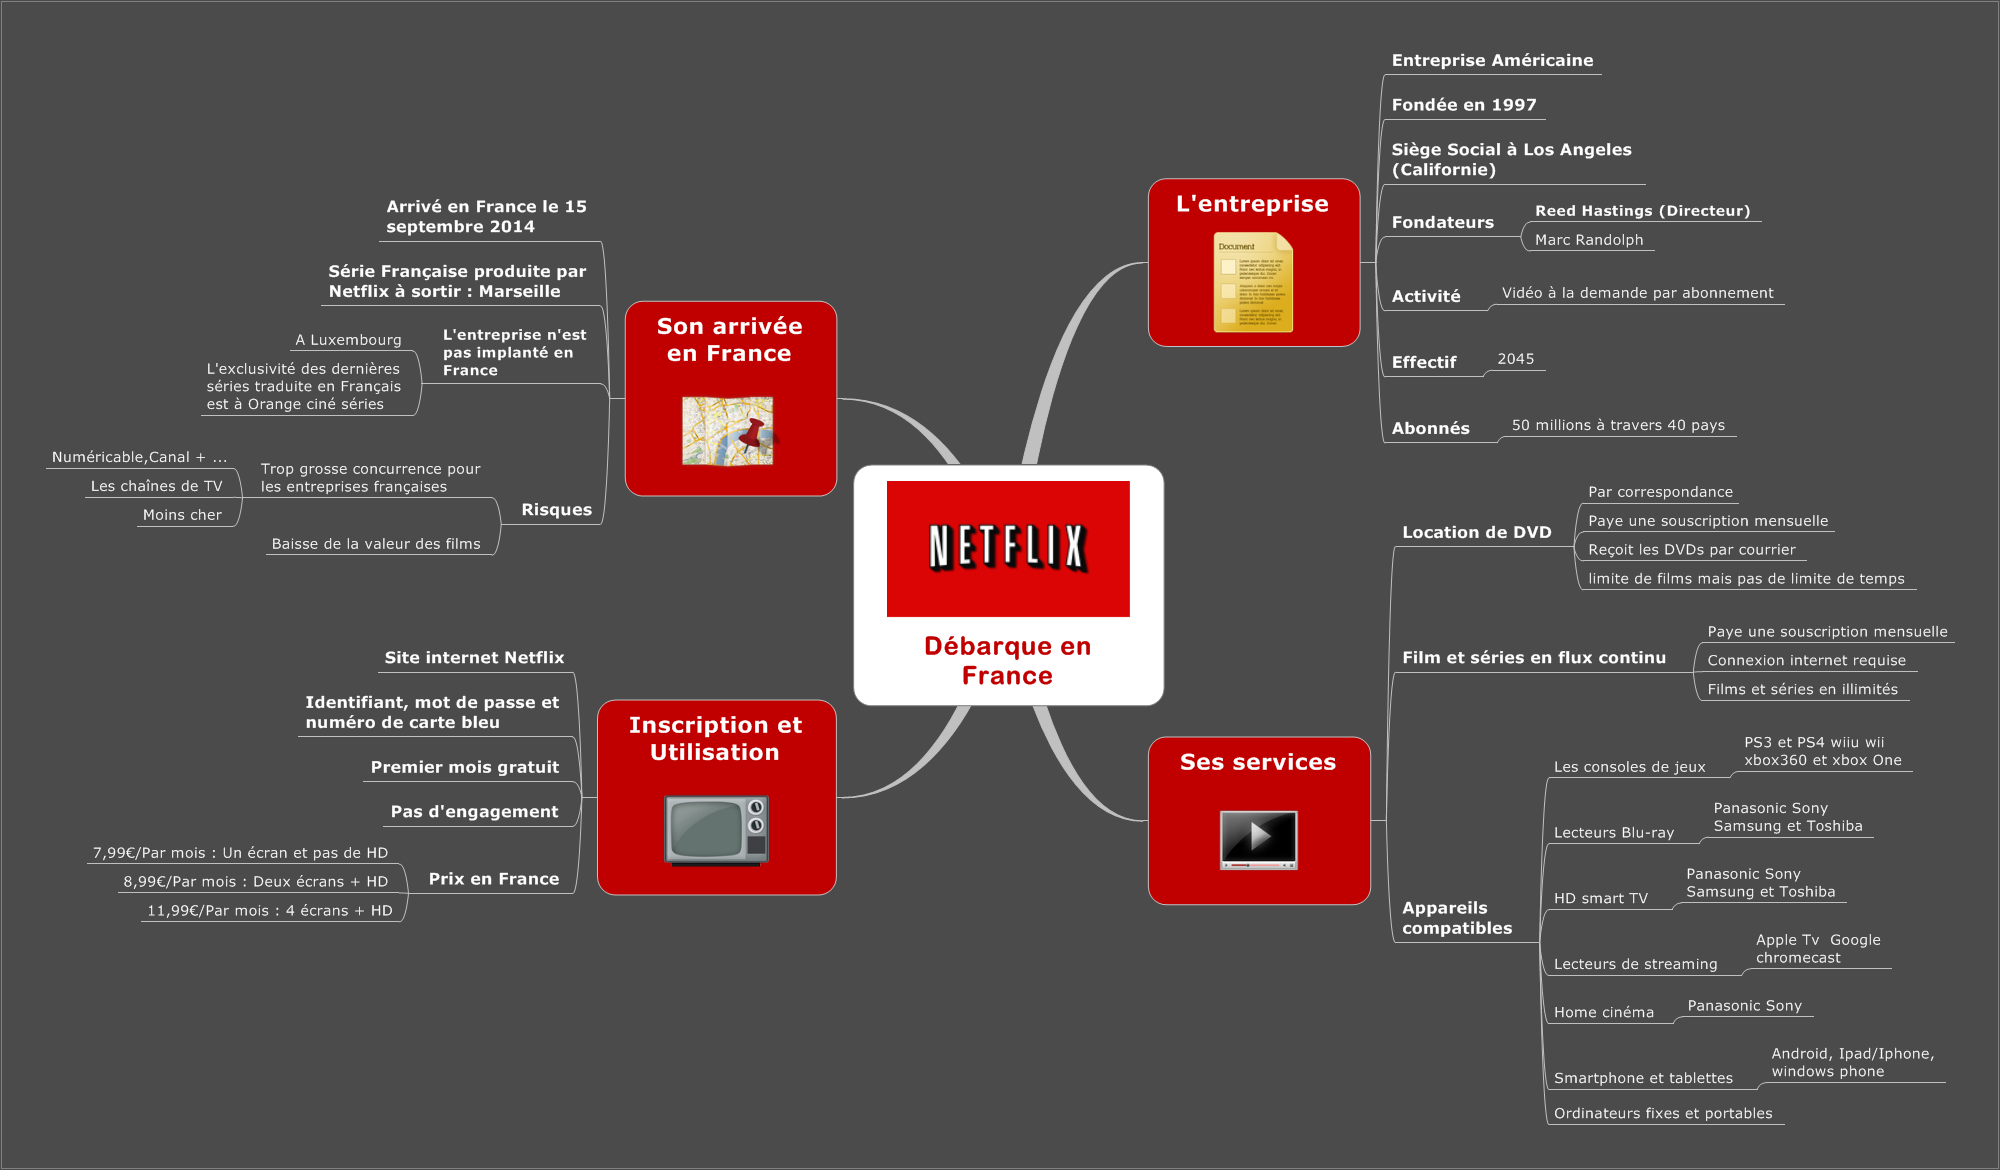 NETFLIX
Débarque en
France
L'entreprise
Document
Entreprise Américaine
Fondée en 1997
Siège Social à Los Angeles
(Californie)
Fondateurs
Reed Hastings (Directeur)
Marc Randolph
Activité
Vidéo à la demande par abonnement
Effectif
2045
Abonnés
50 millions à travers 40 pays
Ses services
Location de DVD
Par correspondance
Paye une souscription mensuelle
Reçoit les DVDs par courrier
limite de films mais pas de limite de temps
Film et séries en flux continu
Paye une souscription mensuelle
Connexion internet requise
Films et séries en illimités
Appareils
compatibles
Les consoles de jeux
PS3 et PS4 wiiu wii
xbox360 et xbox One
Lecteurs Blu-ray
Panasonic Sony
Samsung et Toshiba
HD smart TV
Panasonic Sony
Samsung et Toshiba
Lecteurs de streaming
Apple Tv  Google
chromecast
Home cinéma
Panasonic Sony
Smartphone et tablettes
Android, Ipad/Iphone,
windows phone
Ordinateurs fixes et portables
Son arrivée
en France
Arrivé en France le 15
septembre 2014
Série Française produite par
Netflix à sortir : Marseille
L'entreprise n'est
pas implanté en
France
A Luxembourg
L'exclusivité des dernières
séries traduite en Français
est à Orange ciné séries
Risques
Trop grosse concurrence pour
les entreprises françaises
Numéricable,Canal + ...
Les chaînes de TV
Moins cher
Baisse de la valeur des films
Inscription et
Utilisation
Site internet Netflix
Identifiant, mot de passe et
numéro de carte bleu
Premier mois gratuit
Pas d'engagement
Prix en France
7,99€/Par mois : Un écran et pas de HD
8,99€/Par mois : Deux écrans + HD
11,99€/Par mois : 4 écrans + HD